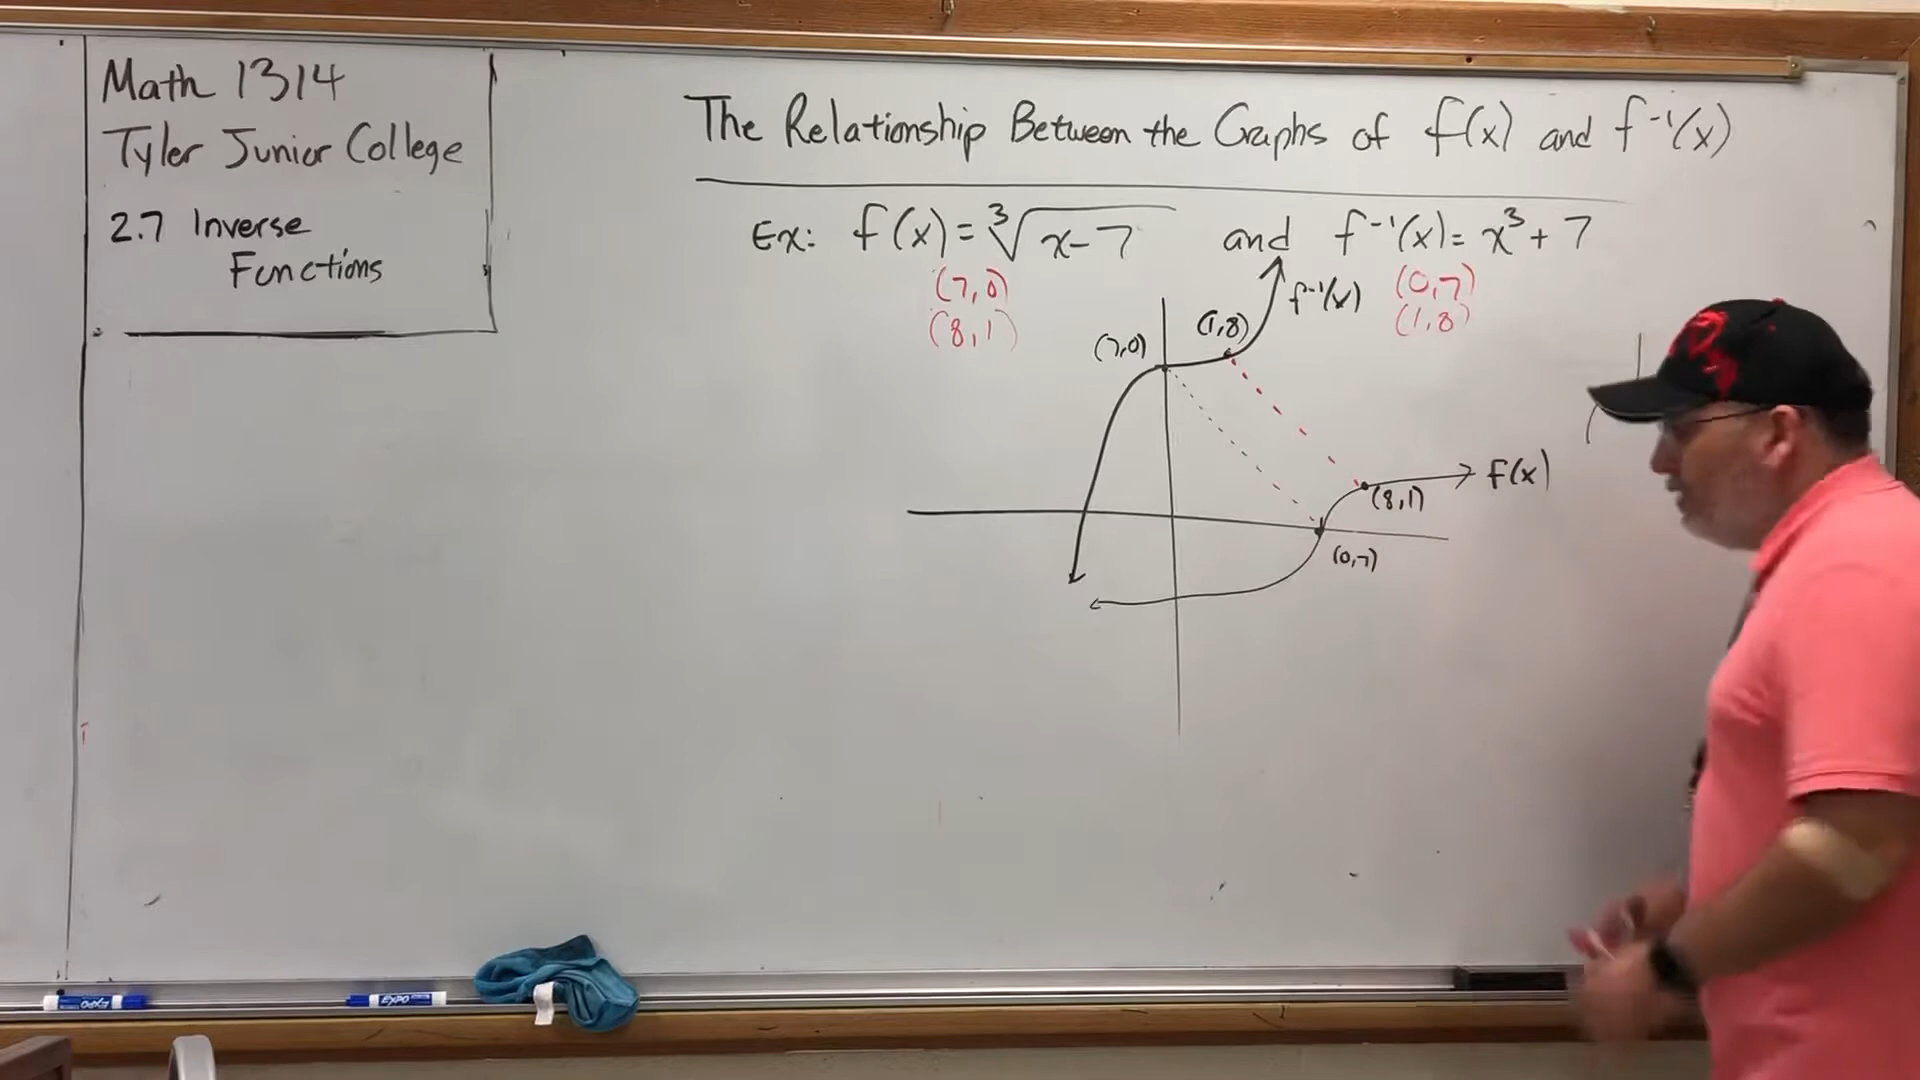 Math 1314
Tyler Junior College
2.7 Inverse
Functions
The Relationship Between the Graphs of f(x) and f⁻¹(x)
Ex: f(x) = ∛(x-7) and f⁻¹(x) = x³ + 7
(7,0)
(8,1)
(0,7)
(1,8)
f⁻¹(x)
(1,8)
(7,0)
f(x)
(8,1)
(0,7)
EXPO
EXPO